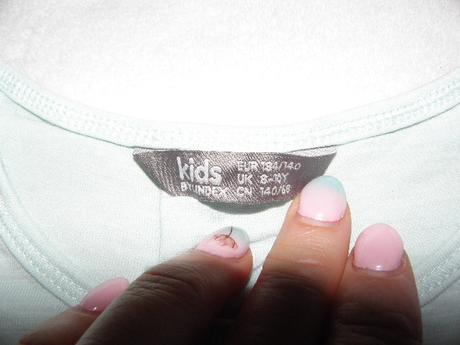 kids
BY LINDEX
EUR 134/140
UK 8-10Y
CN 140/68